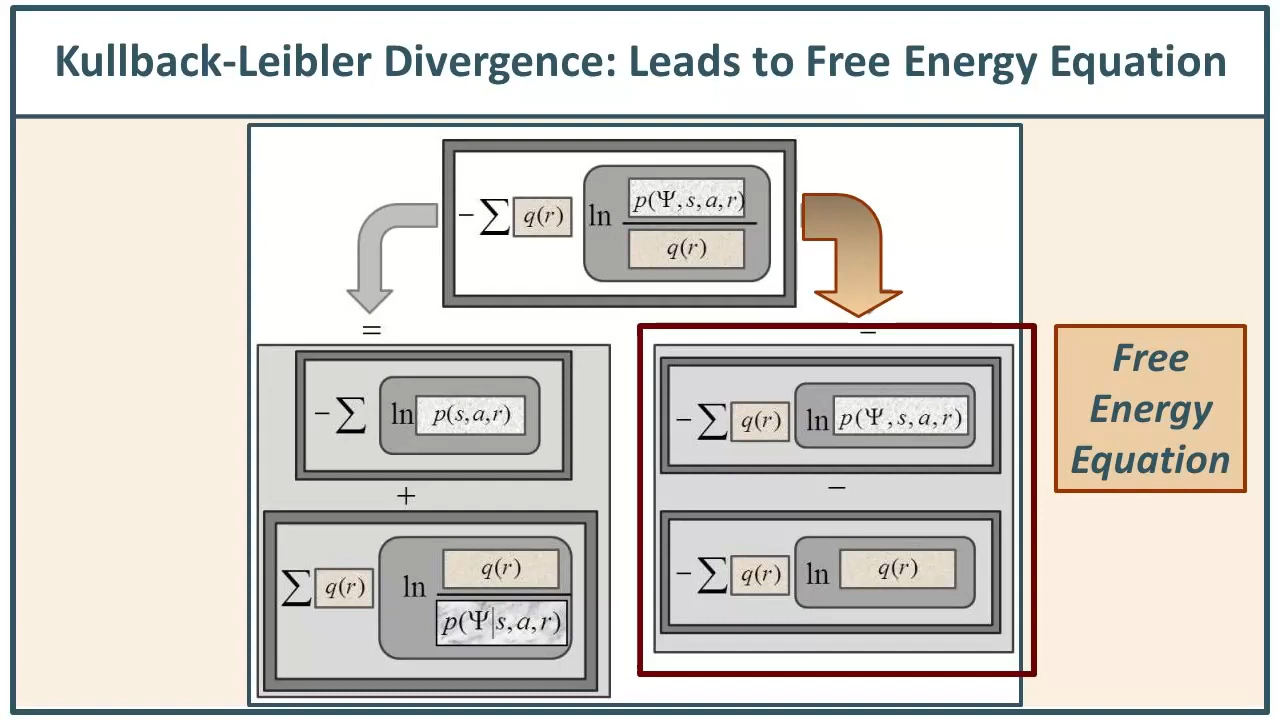 Kullback-Leibler Divergence: Leads to Free Energy Equation
−∑ q(r) ln p(Ψ,s,a,r)
q(r)
=
−∑ ln p(s,a,r)
+
∑ q(r) ln q(r)
p(Ψ|s,a,r)
−∑ q(r) ln p(Ψ,s,a,r)
−
−∑ q(r) ln q(r)
Free
Energy
Equation